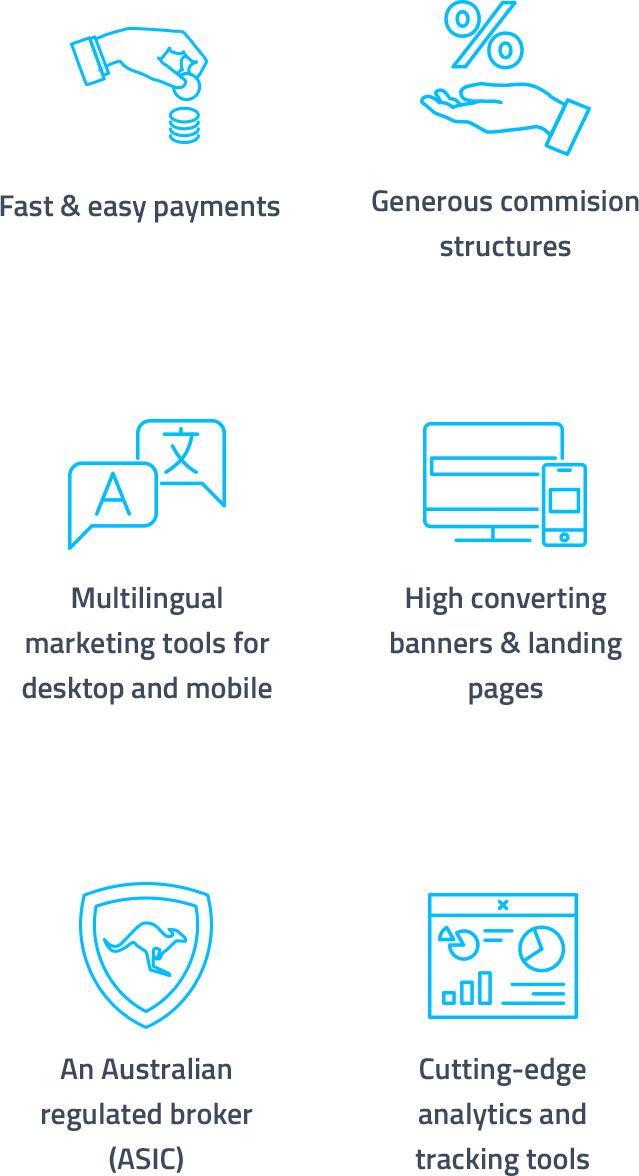 %
Fast & easy payments
Generous commision
structures
A
文
Multilingual
marketing tools for
desktop and mobile
High converting
banners & landing
pages
An Australian
regulated broker
(ASIC)
Cutting-edge
analytics and
tracking tools